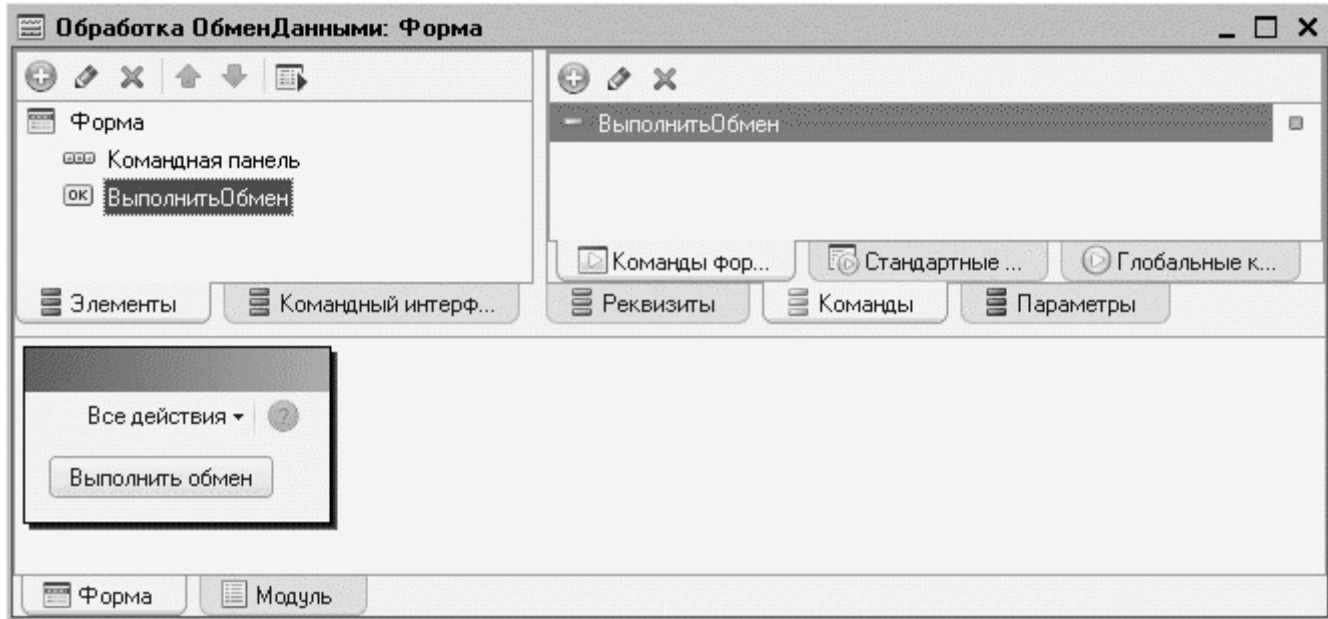 Обработка ОбменДанными: Форма
Форма
Командная панель
OK ВыполнитьОбмен
Элементы
Командный интерф...
ВыполнитьОбмен
Команды фор...
Стандартные ...
Глобальные к...
Реквизиты
Команды
Параметры
Все действия
?
Выполнить обмен
Форма
Модуль